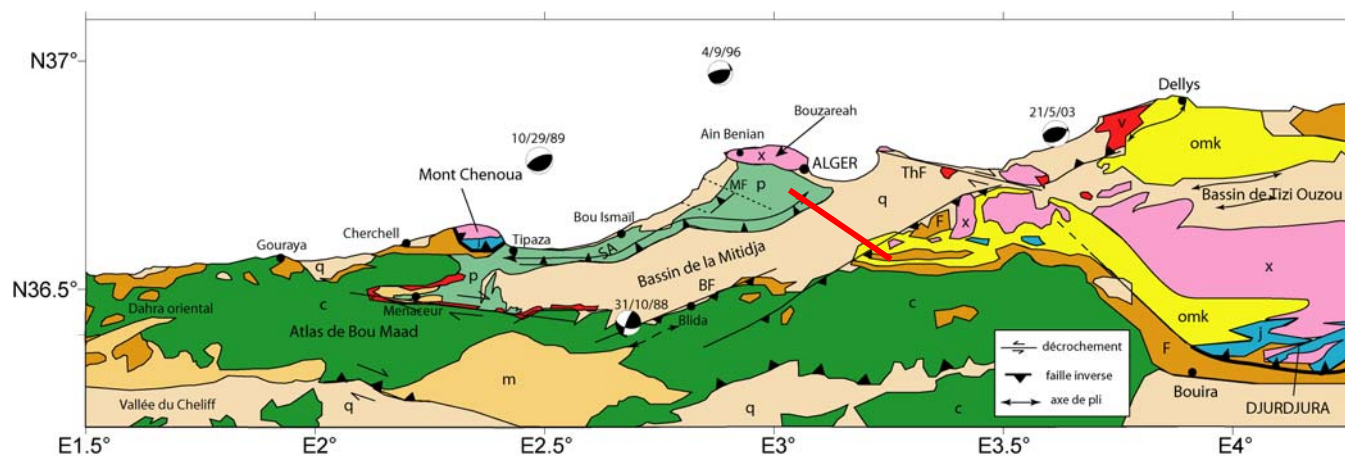 N37°
4/9/96
Dellys
21/5/03
v
10/29/89
Bouzareah
Ain Benian
x
ALGER
omk
Mont Chenoua
ThF
p
MF
Bassin de Tizi Ouzou
Bou Ismaïl
q
Cherchell
j
Tipaza
SA
F
x
Gouraya
q
p
Bassin de la Mitidja
x
N36.5°
BF
Dahra oriental
c
Menaceur
31/10/88
c
Blida
omk
Atlas de Bou Maad
j
décrochement
F
m
faille inverse
Vallée du Cheliff
q
q
c
axe de pli
Bouira
DJURDJURA
E1.5°
E2°
E2.5°
E3°
E3.5°
E4°